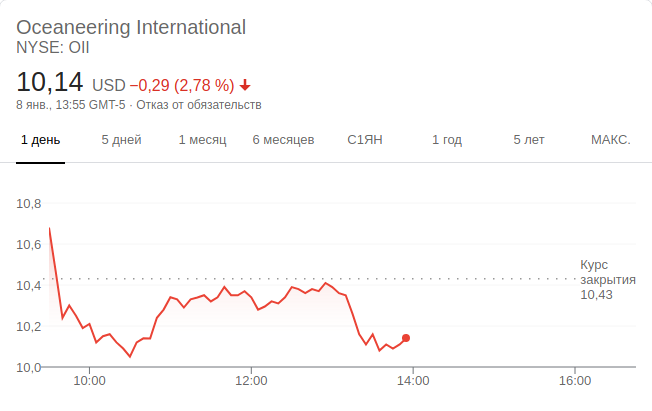 Oceaneering International
NYSE: OII
10,14 USD −0,29 (2,78 %)
8 янв., 13:55 GMT-5 · Отказ от обязательств
1 день 5 дней 1 месяц 6 месяцев С1ЯН 1 год 5 лет МАКС.
10,8
10,6
10,4
10,2
10,0
Курс
закрытия
10,43
10:00 12:00 14:00 16:00